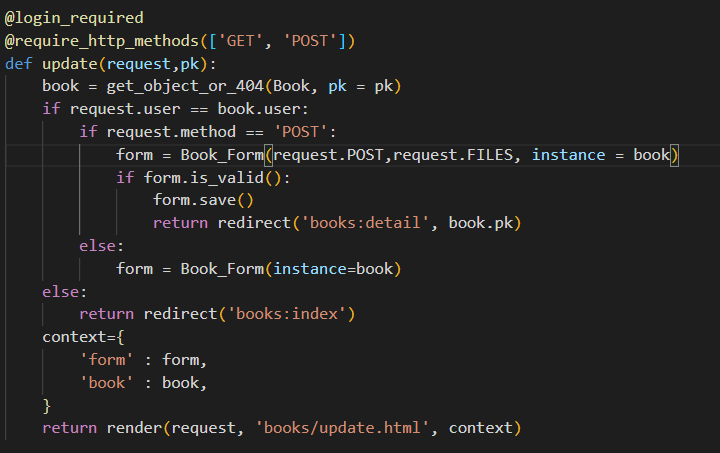 @login_required
@require_http_methods(['GET', 'POST'])
def update(request,pk):
    book = get_object_or_404(Book, pk = pk)
    if request.user == book.user:
        if request.method == 'POST':
            form = Book_Form(request.POST,request.FILES, instance = book)
            if form.is_valid():
                form.save()
                return redirect('books:detail', book.pk)
        else:
            form = Book_Form(instance=book)
    else:
        return redirect('books:index')
    context={
        'form' : form,
        'book' : book,
    }
    return render(request, 'books/update.html', context)